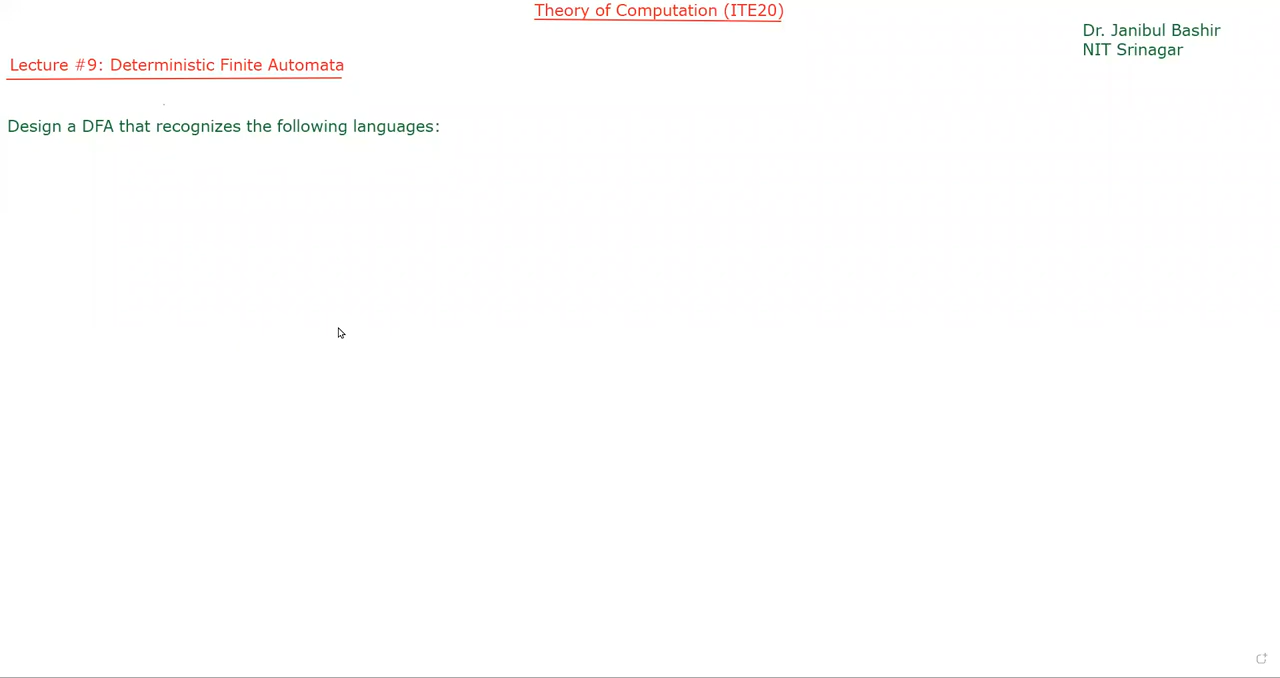 Theory of Computation (ITE20)
Dr. Janibul Bashir
NIT Srinagar
Lecture #9: Deterministic Finite Automata
Design a DFA that recognizes the following languages: